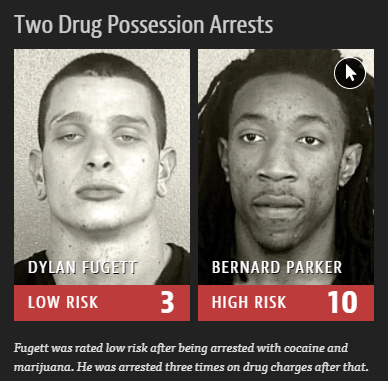 Two Drug Possession Arrests
DYLAN FUGETT
BERNARD PARKER
LOW RISK 3
HIGH RISK 10
Fugett was rated low risk after being arrested with cocaine and
marijuana. He was arrested three times on drug charges after that.